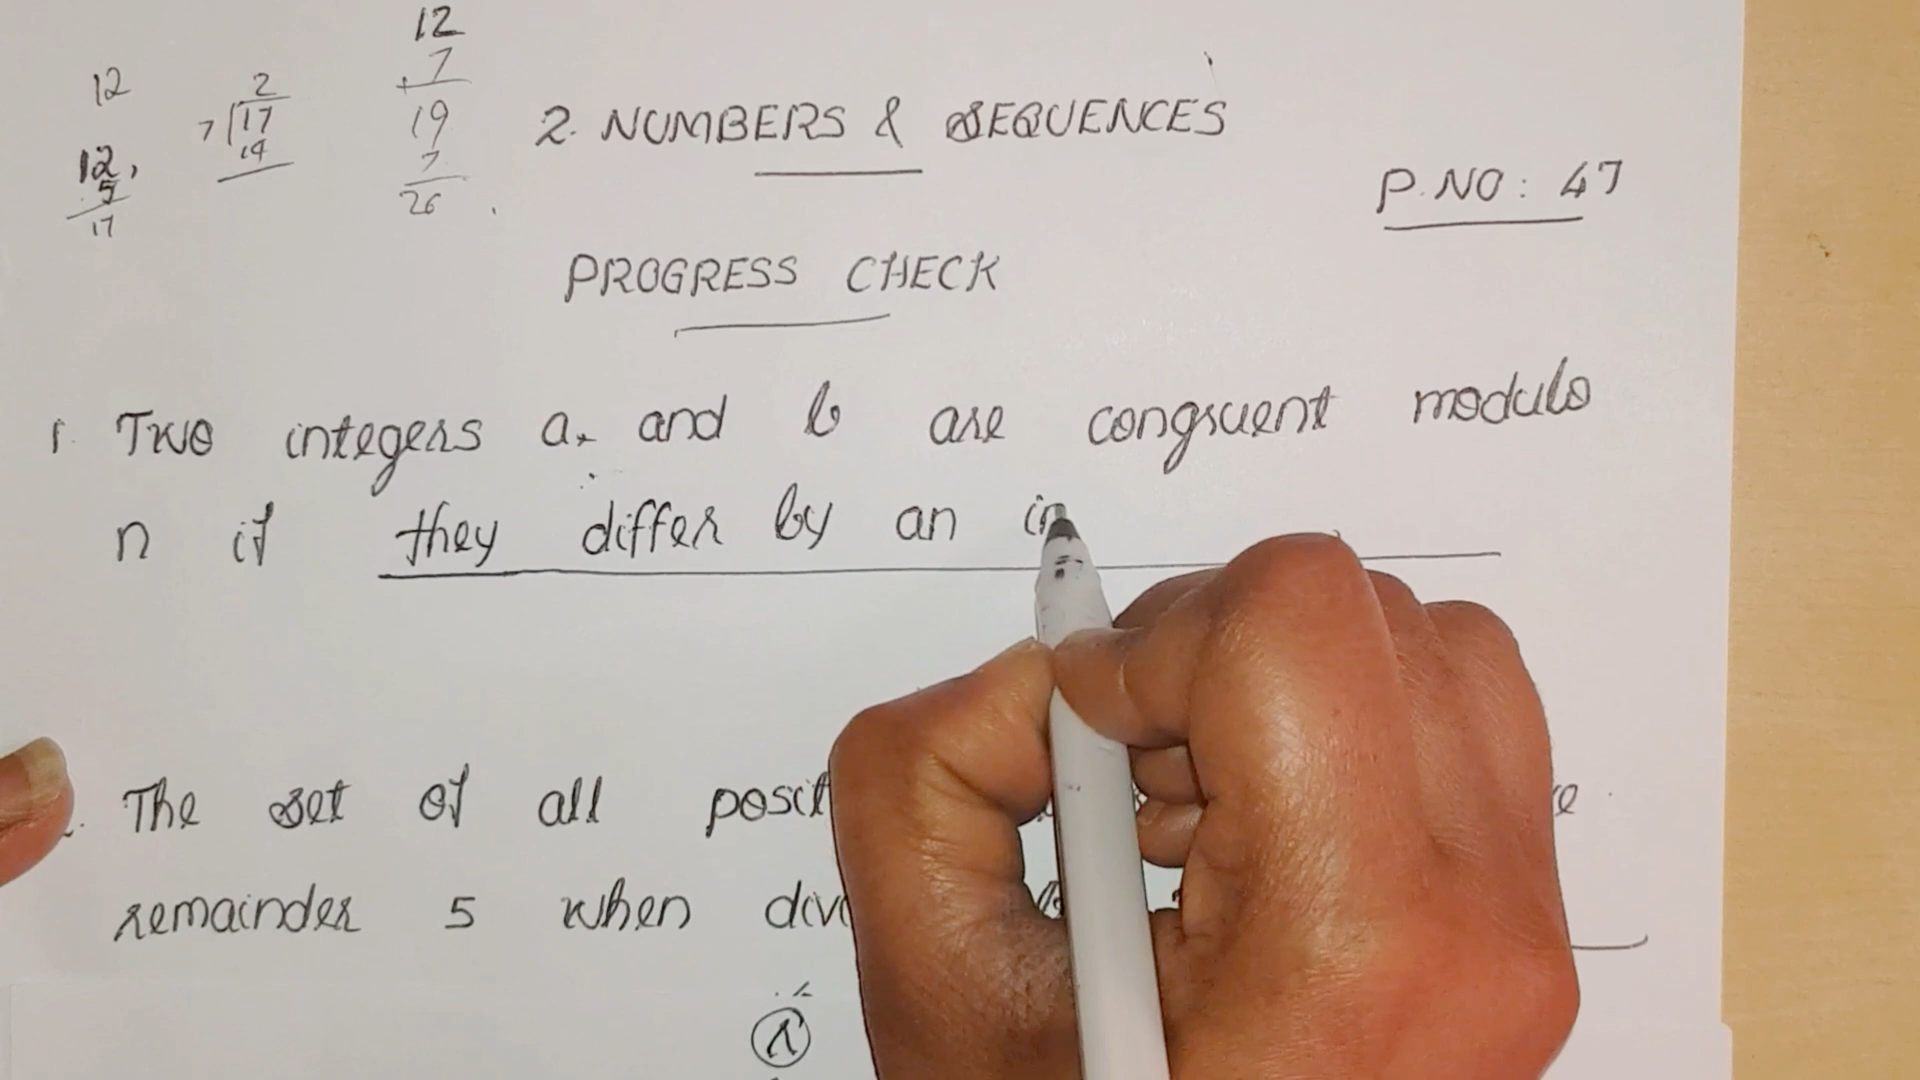 12
12,
5
17
2
7 17
14
12
+ 7
19
7
26
2. NUMBERS & SEQUENCES
P.NO: 47
PROGRESS CHECK
1. Two integers a and b are congruent modulo
n if they differ by an in
The set of all posit
remainder 5 when div